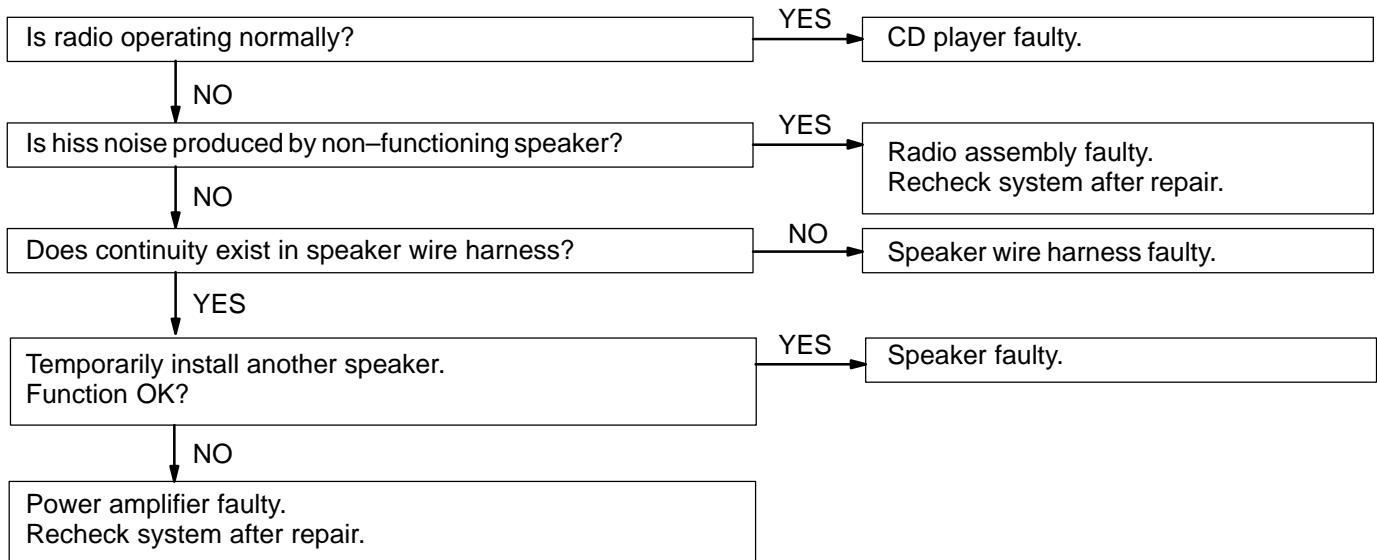 Is radio operating normally?
YES
CD player faulty.
NO
Is hiss noise produced by non–functioning speaker?
YES
Radio assembly faulty.
Recheck system after repair.
NO
Does continuity exist in speaker wire harness?
NO
Speaker wire harness faulty.
YES
Temporarily install another speaker.
Function OK?
YES
Speaker faulty.
NO
Power amplifier faulty.
Recheck system after repair.